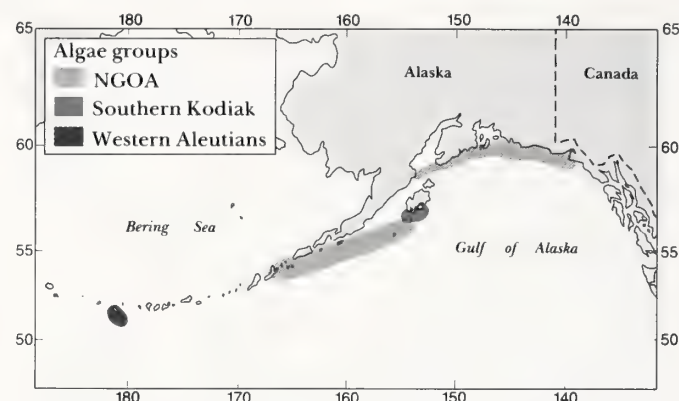 180 170 160 150 140
65 65
Algae groups
NGOA
Southern Kodiak
Western Aleutians
Alaska Canada
60 60
Bering Sea
55 55
Gulf of Alaska
50 50
180 170 160 150 140